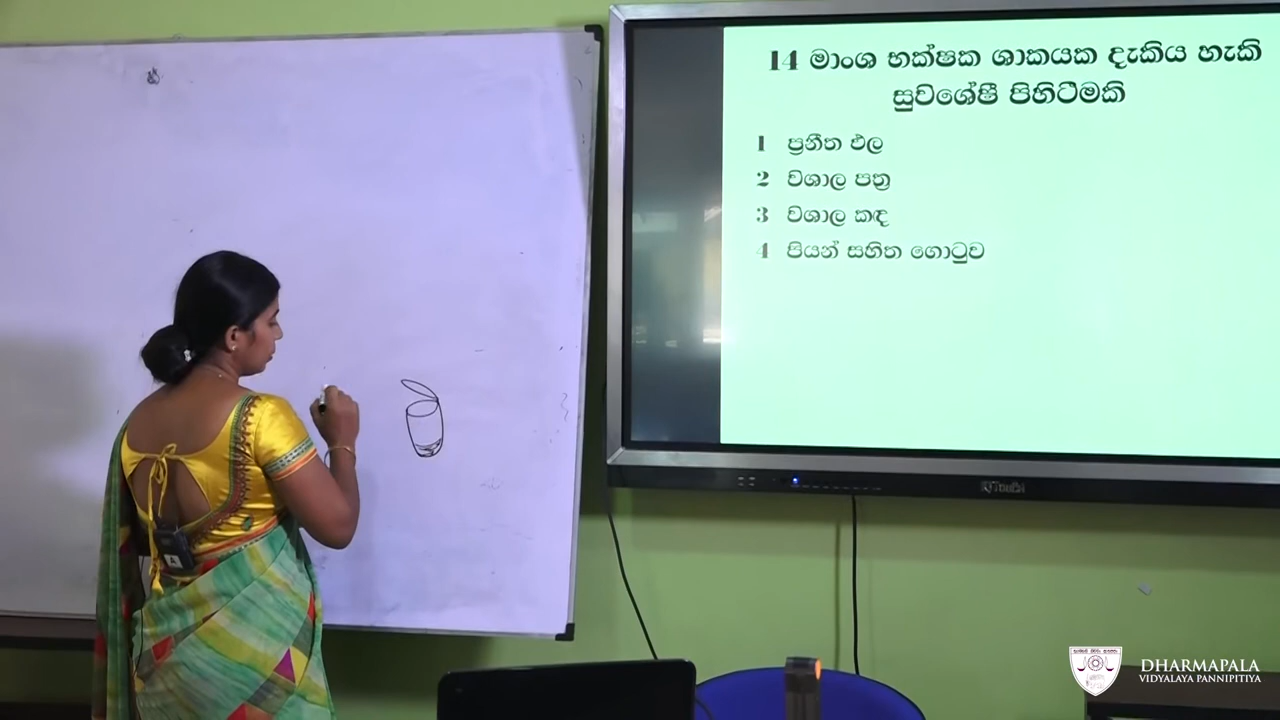 14 මාංශ භක්ෂක ශාකයක දැකිය හැකි
සුවිශේෂී පිහිටීමකි
1 ප්‍රනීත ඵල
2 විශාල පත්‍ර
3 විශාල කඳ
4 පියන් සහිත ගොටුව
A
DHARMAPALA
VIDYALAYA PANNIPITIYA